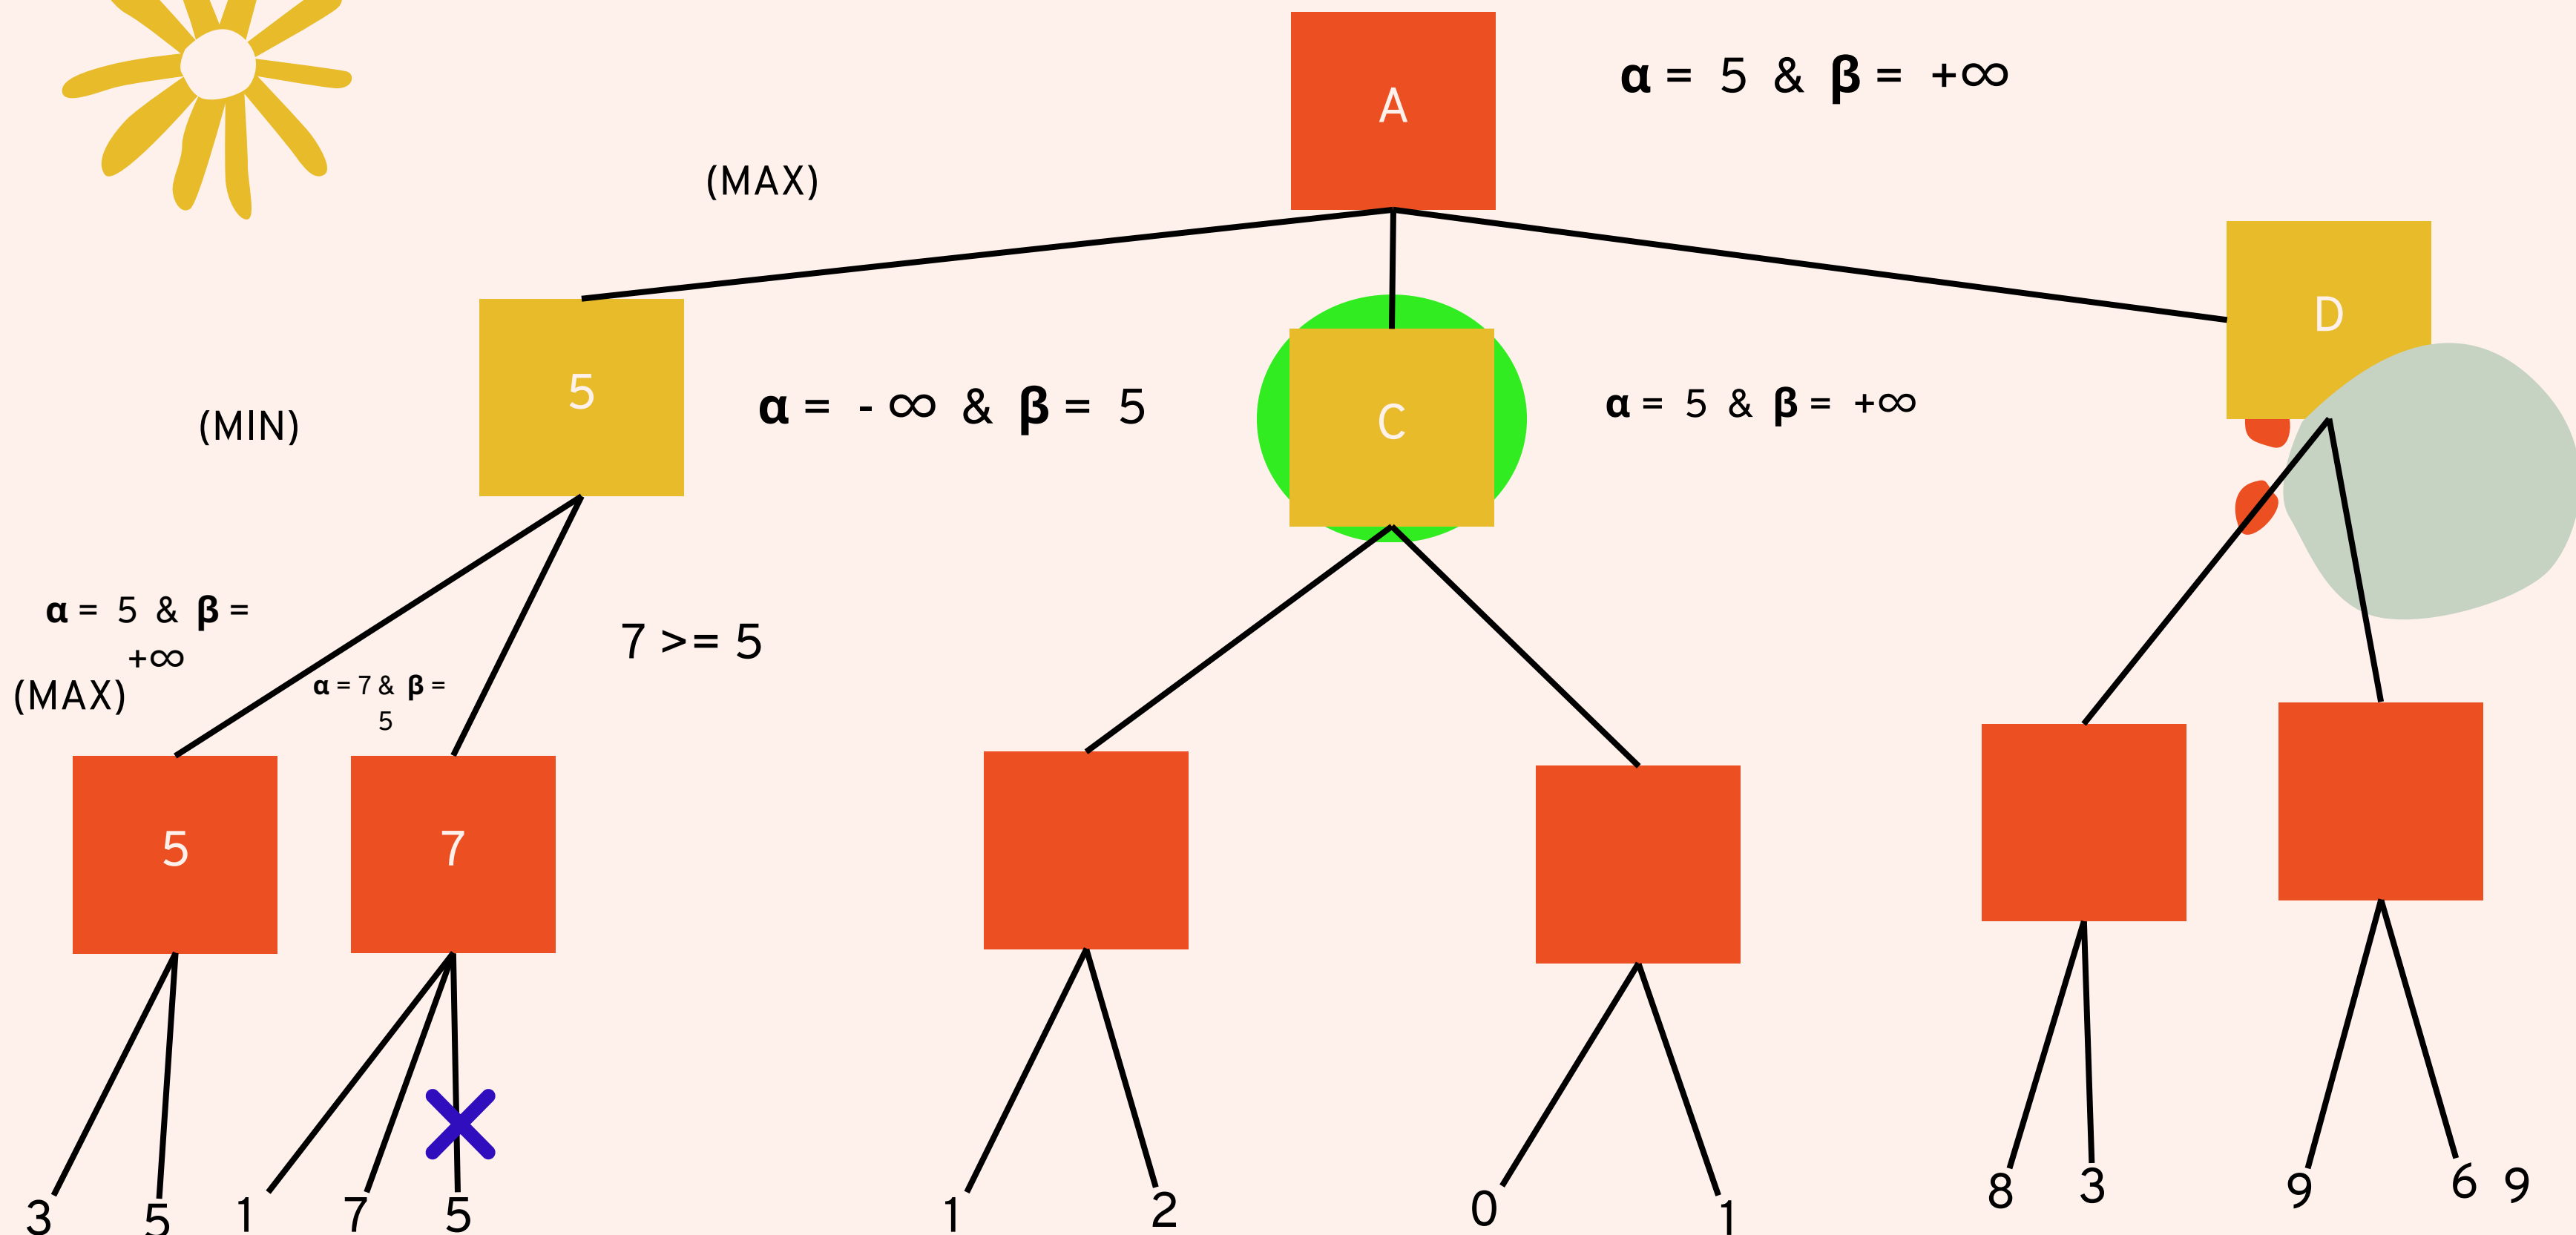 A
α = 5 & β = +∞
(MAX)
D
5
α = - ∞ & β = 5
C
α = 5 & β = +∞
(MIN)
α = 5 & β =
+∞
7 >= 5
(MAX)
α = 7 & β =
5
5
7
3 5 1 7 5 1 2 0 1 8 3 9 6 9